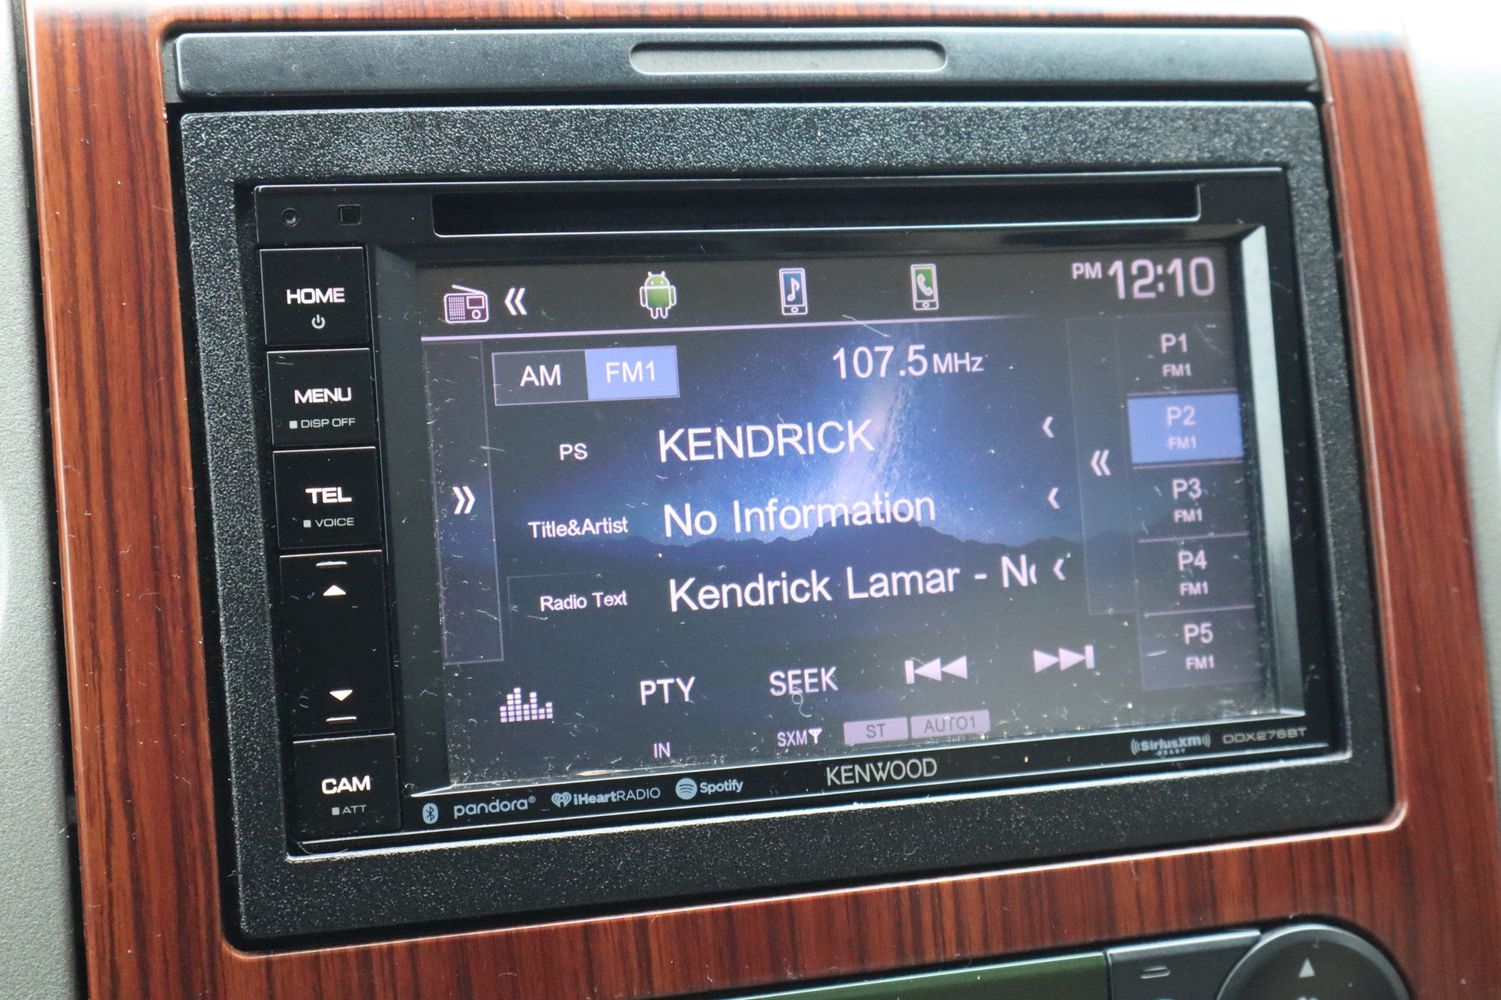 PM 12:10
HOME
MENU
DISP OFF
TEL
VOICE
CAM
ATT
AM FM1
107.5 MHz
PS KENDRICK
Title&Artist No Information
Radio Text Kendrick Lamar - No
P1
FM1
P2
FM1
P3
FM1
P4
FM1
P5
FM1
PTY SEEK
IN SXM ST AUTO1
KENWOOD
((SiriusXM))
READY
DDX276BT
pandora®
iHeartRADIO
Spotify